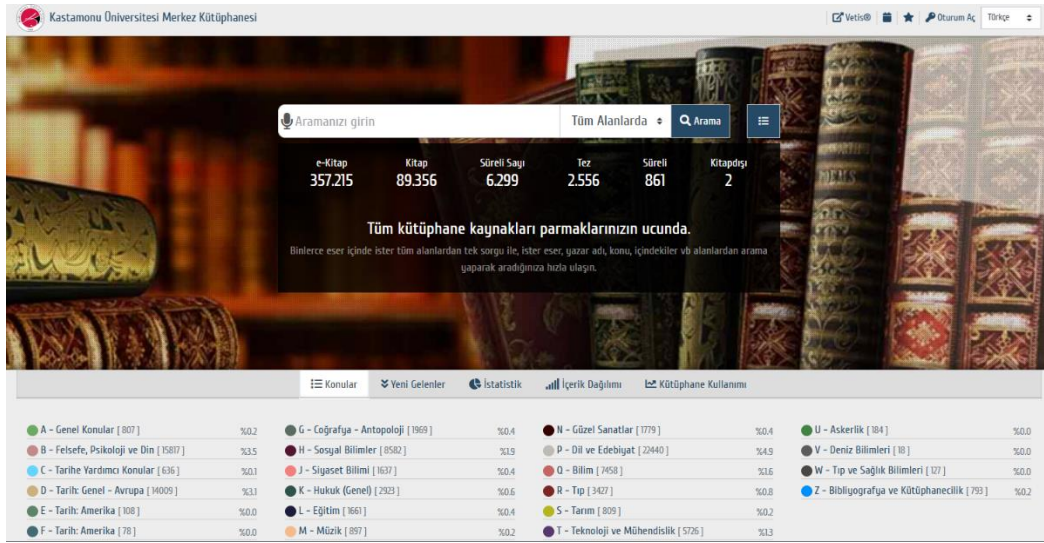 Kastamonu Üniversitesi Merkez Kütüphanesi
Vetis®
Oturum Aç
Türkçe
Aramanızı girin
Tüm Alanlarda
Arama
e-Kitap Kitap Süreli Sayı Tez Süreli Kitapdışı
357.215 89.356 6.299 2.556 861 2
Tüm kütüphane kaynakları parmaklarınızın ucunda.
Binlerce eser içinde ister tüm alanlardan tek sorgu ile, ister eser, yazar adı, konu, içindekiler vb alanlardan arama
yaparak aradığınıza hızla ulaşın.
Konular Yeni Gelenler İstatistik İçerik Dağılımı Kütüphane Kullanımı
A - Genel Konular [ 807 ] %0.2
B - Felsefe, Psikoloji ve Din [ 15817 ] %3.5
C - Tarihe Yardımcı Konular [ 636 ] %0.1
D - Tarih: Genel - Avrupa [ 14009 ] %3.1
E - Tarih: Amerika [ 108 ] %0.0
F - Tarih: Amerika [ 78 ] %0.0
G - Coğrafya - Antopoloji [ 1969 ] %0.4
H - Sosyal Bilimler [ 8582 ] %1.9
J - Siyaset Bilimi [ 1637 ] %0.4
K - Hukuk (Genel) [ 2923 ] %0.6
L - Eğitim [ 1661 ] %0.4
M - Müzik [ 897 ] %0.2
N - Güzel Sanatlar [ 1779 ] %0.4
P - Dil ve Edebiyat [ 22440 ] %4.9
Q - Bilim [ 7458 ] %1.6
R - Tıp [ 3427 ] %0.8
S - Tarım [ 809 ] %0.2
T - Teknoloji ve Mühendislik [ 5726 ] %1.3
U - Askerlik [ 184 ] %0.0
V - Deniz Bilimleri [ 18 ] %0.0
W - Tıp ve Sağlık Bilimleri [ 127 ] %0.0
Z - Bibliyografya ve Kütüphanecilik [ 793 ] %0.2